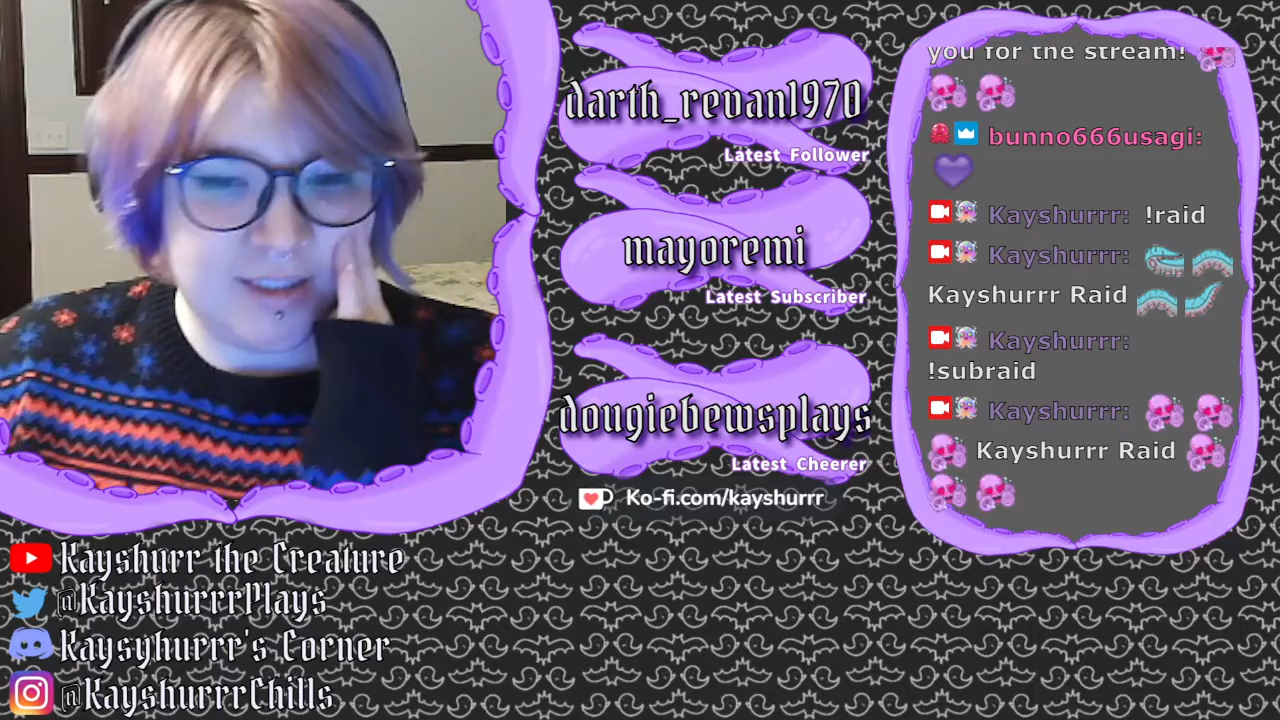 darth_revan1970
Latest Follower
mayoremi
Latest Subscriber
dougiebewsplays
Latest Cheerer
Ko-fi.com/kayshurrr
you for the stream!
bunno666usagi:
Kayshurrr: !raid
Kayshurrr:
Kayshurrr Raid
Kayshurrr:
!subraid
Kayshurrr:
Kayshurrr Raid
Kayshurr the Creature
@KayshurrrPlays
Kaysyhurrr's Corner
@KayshurrrChills